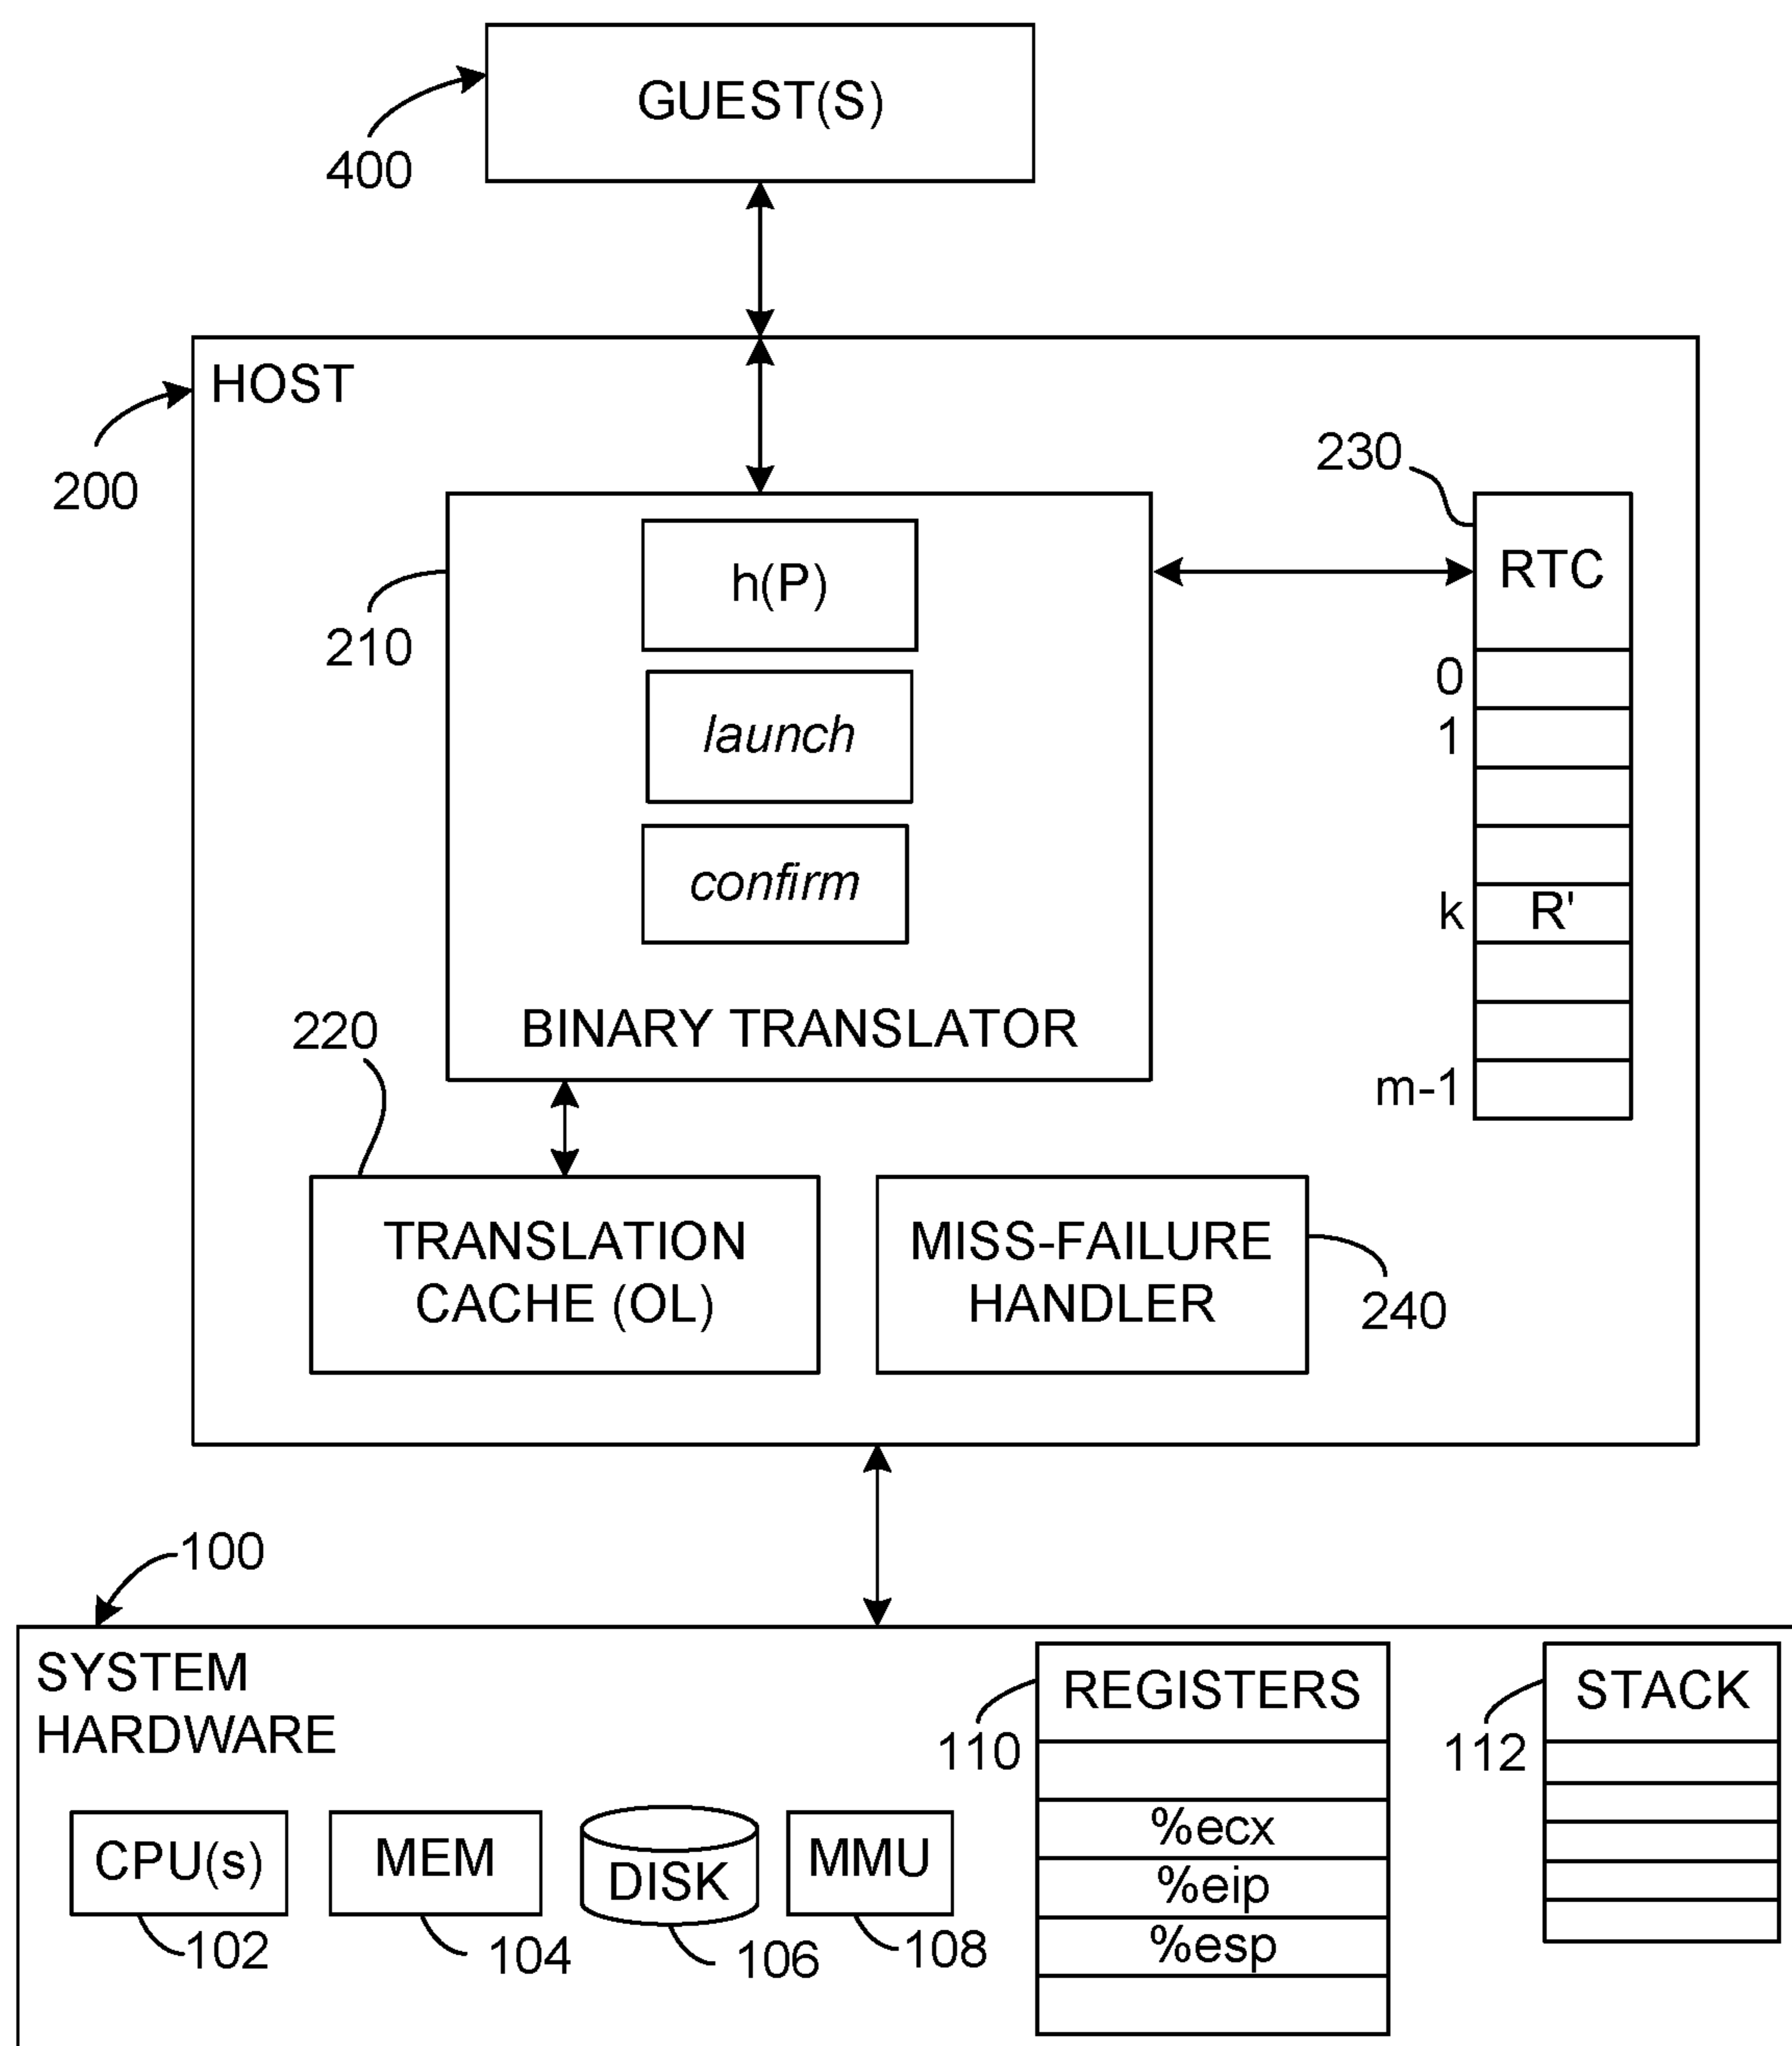 GUEST(S)
400
HOST
200
230
RTC
h(P)
210
0
launch
1
confirm
k R'
BINARY TRANSLATOR
220
m-1
TRANSLATION
CACHE (OL)
MISS-FAILURE
HANDLER
240
100
SYSTEM
HARDWARE
REGISTERS
110
%ecx
%eip
%esp
STACK
112
CPU(s)
102
MEM
104
DISK
106
MMU
108